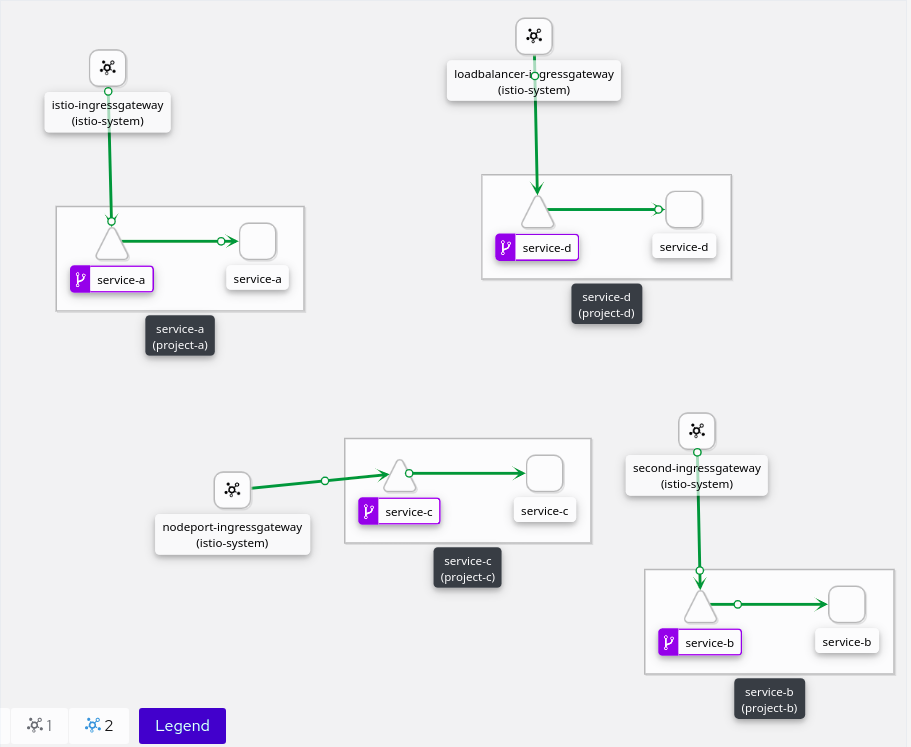 istio-ingressgateway
(istio-system)
service-a
service-a
service-a
(project-a)
loadbalancer-ingressgateway
(istio-system)
service-d
service-d
service-d
(project-d)
nodeport-ingressgateway
(istio-system)
service-c
service-c
service-c
(project-c)
second-ingressgateway
(istio-system)
service-b
service-b
service-b
(project-b)
1
2
Legend